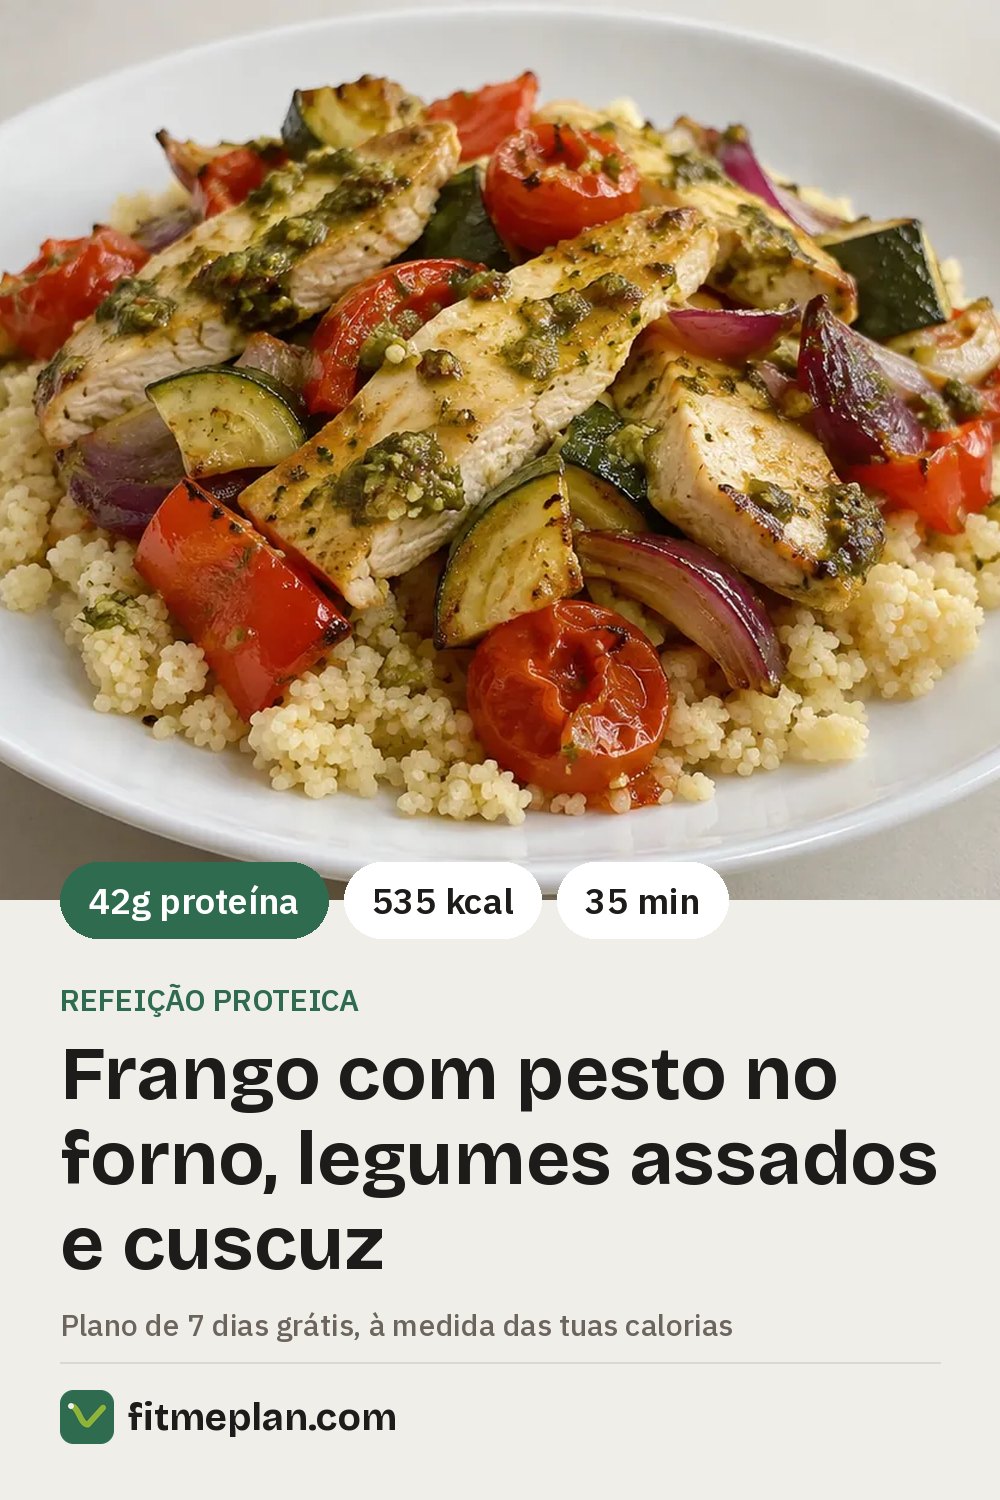 42g proteína
535 kcal
35 min
REFEIÇÃO PROTEICA
Frango com pesto no
forno, legumes assados
e cuscuz
Plano de 7 dias grátis, à medida das tuas calorias
fitmeplan.com